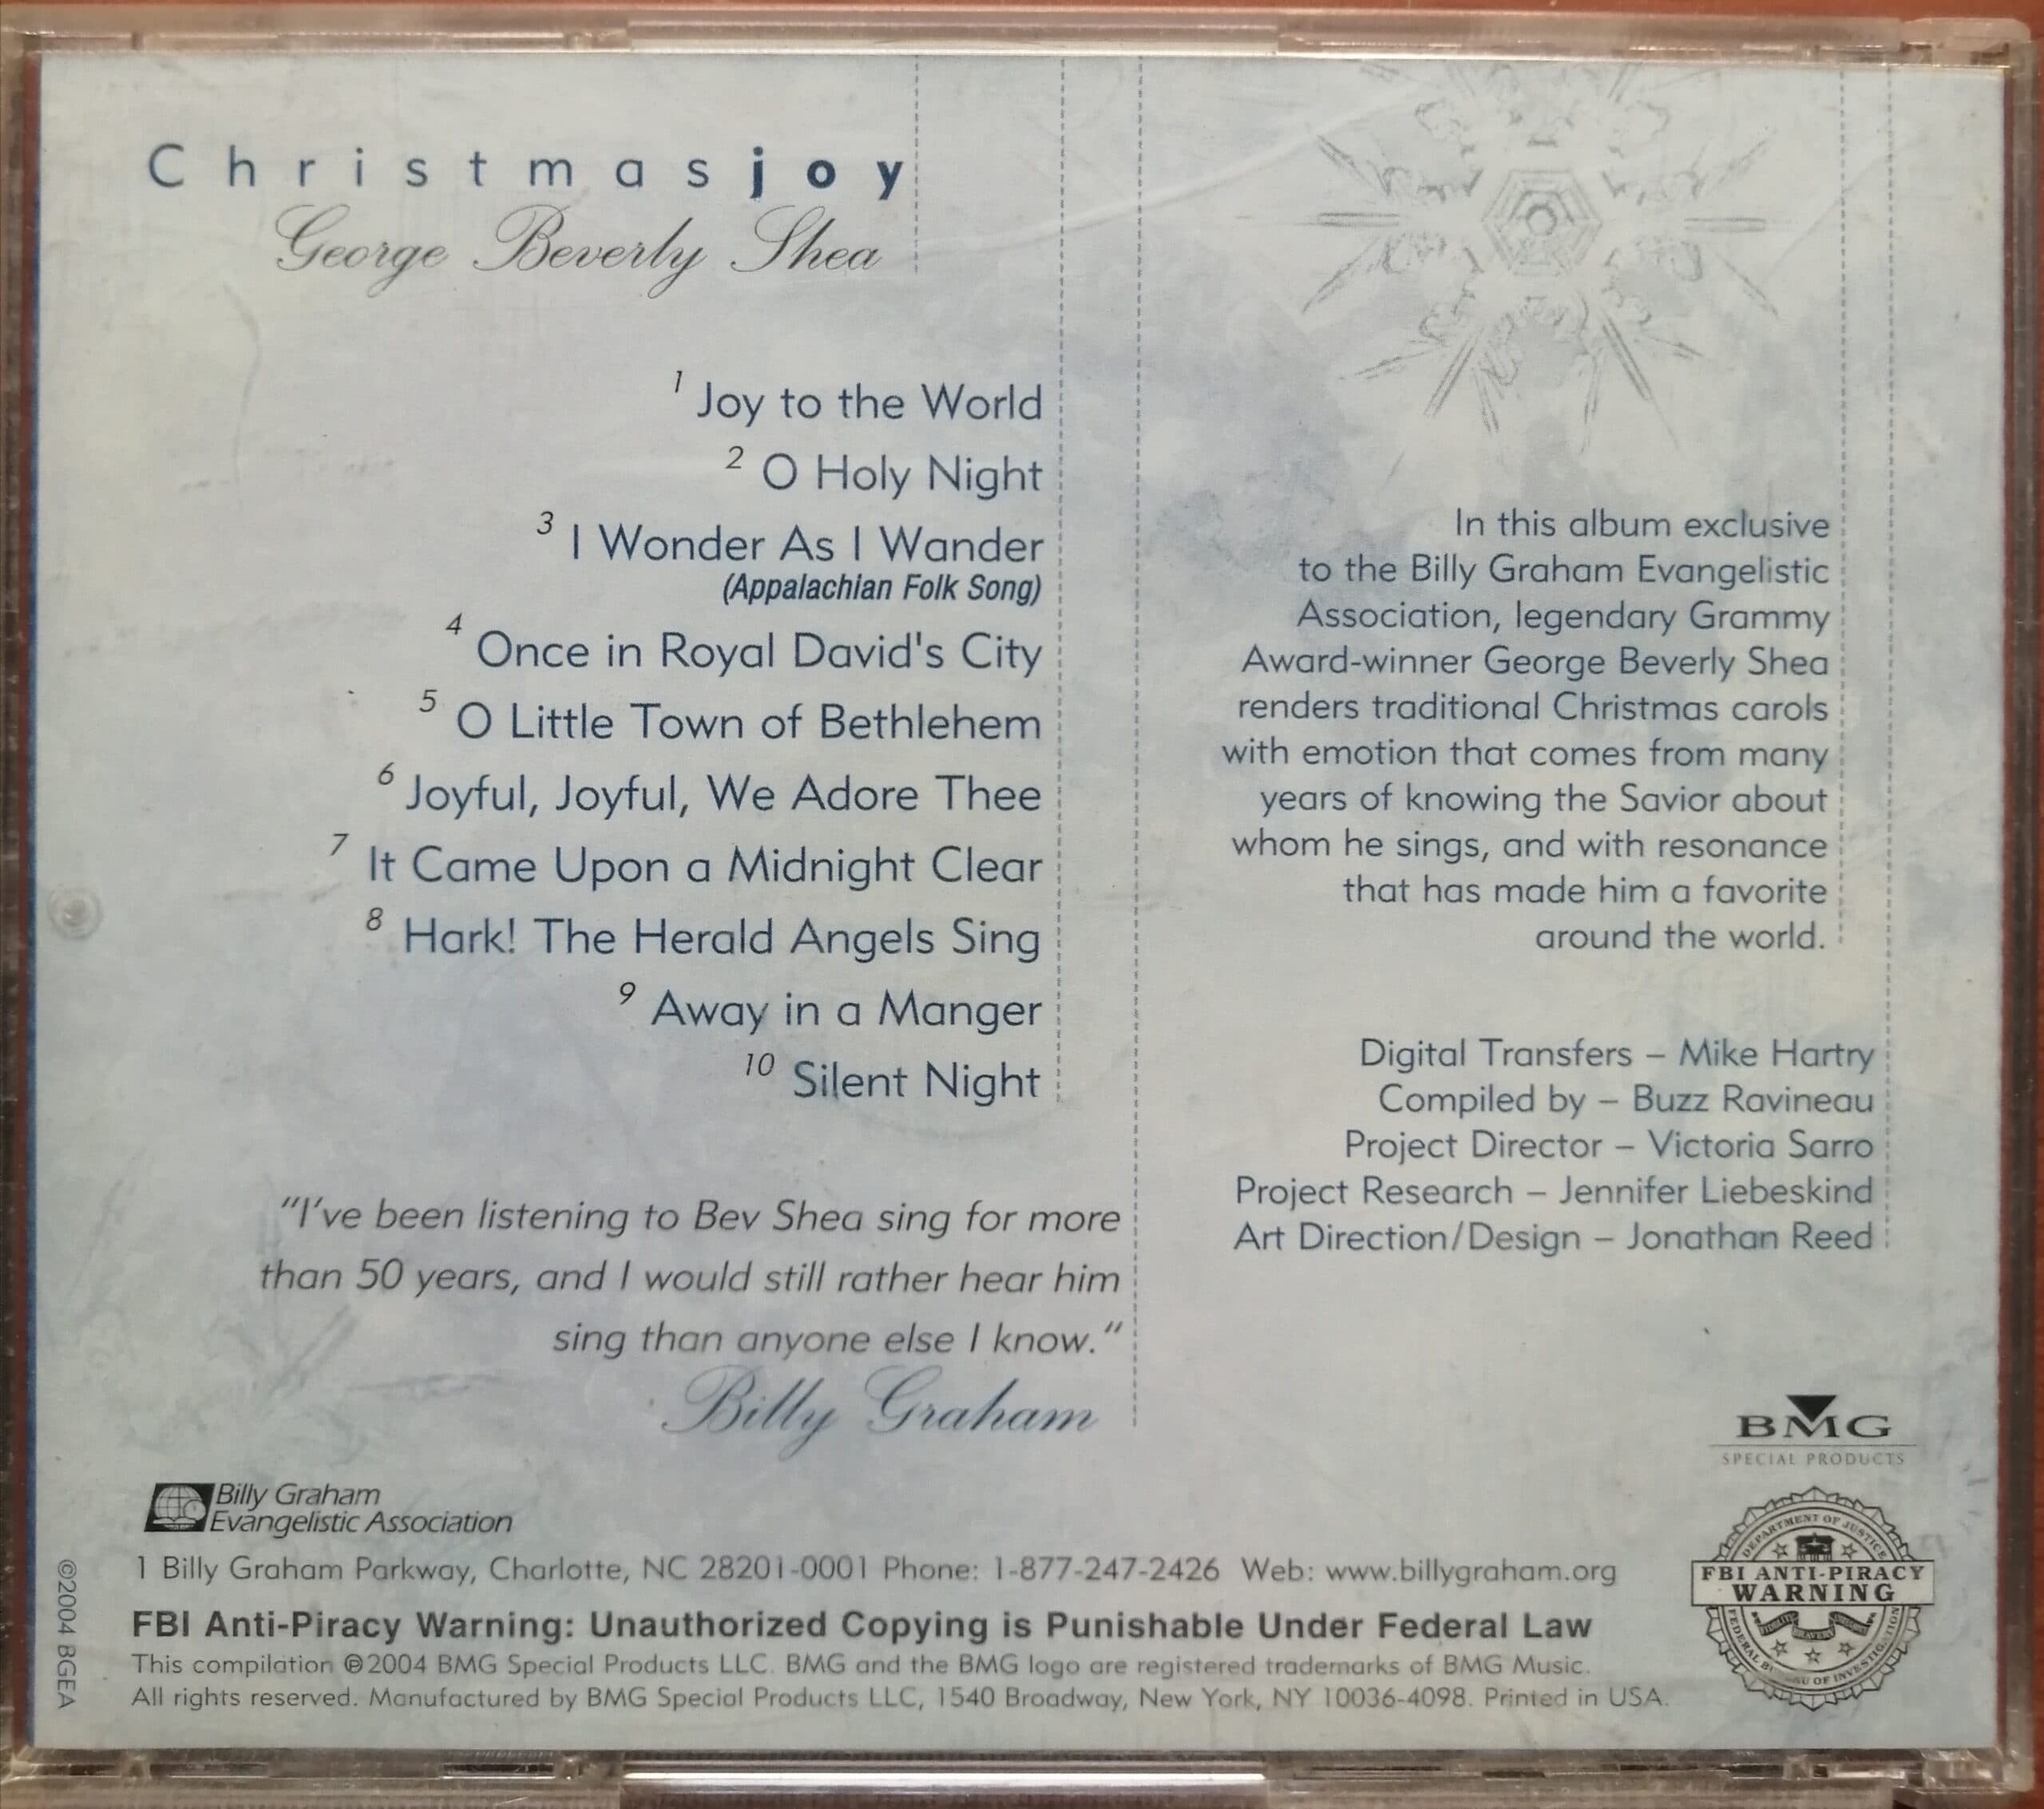 Christmasjoy
George Beverly Shea
1 Joy to the World
2 O Holy Night
3 I Wonder As I Wander
(Appalachian Folk Song)
4 Once in Royal David's City
5 O Little Town of Bethlehem
6 Joyful, Joyful, We Adore Thee
7 It Came Upon a Midnight Clear
8 Hark! The Herald Angels Sing
9 Away in a Manger
10 Silent Night
"I've been listening to Bev Shea sing for more
than 50 years, and I would still rather hear him
sing than anyone else I know."
Billy Graham
In this album exclusive
to the Billy Graham Evangelistic
Association, legendary Grammy
Award-winner George Beverly Shea
renders traditional Christmas carols
with emotion that comes from many
years of knowing the Savior about
whom he sings, and with resonance
that has made him a favorite
around the world.
Digital Transfers – Mike Hartry
Compiled by – Buzz Ravineau
Project Director – Victoria Sarro
Project Research – Jennifer Liebeskind
Art Direction/Design – Jonathan Reed
BMG
SPECIAL PRODUCTS
Billy Graham
Evangelistic Association
1 Billy Graham Parkway, Charlotte, NC 28201-0001 Phone: 1-877-247-2426 Web: www.billygraham.org
FBI Anti-Piracy Warning: Unauthorized Copying is Punishable Under Federal Law
This compilation ℗2004 BMG Special Products LLC. BMG and the BMG logo are registered trademarks of BMG Music.
All rights reserved. Manufactured by BMG Special Products LLC, 1540 Broadway, New York, NY 10036-4098. Printed in USA.
©2004 BGEA
DEPARTMENT OF JUSTICE
FBI ANTI-PIRACY
WARNING
FEDERAL BUREAU OF INVESTIGATION